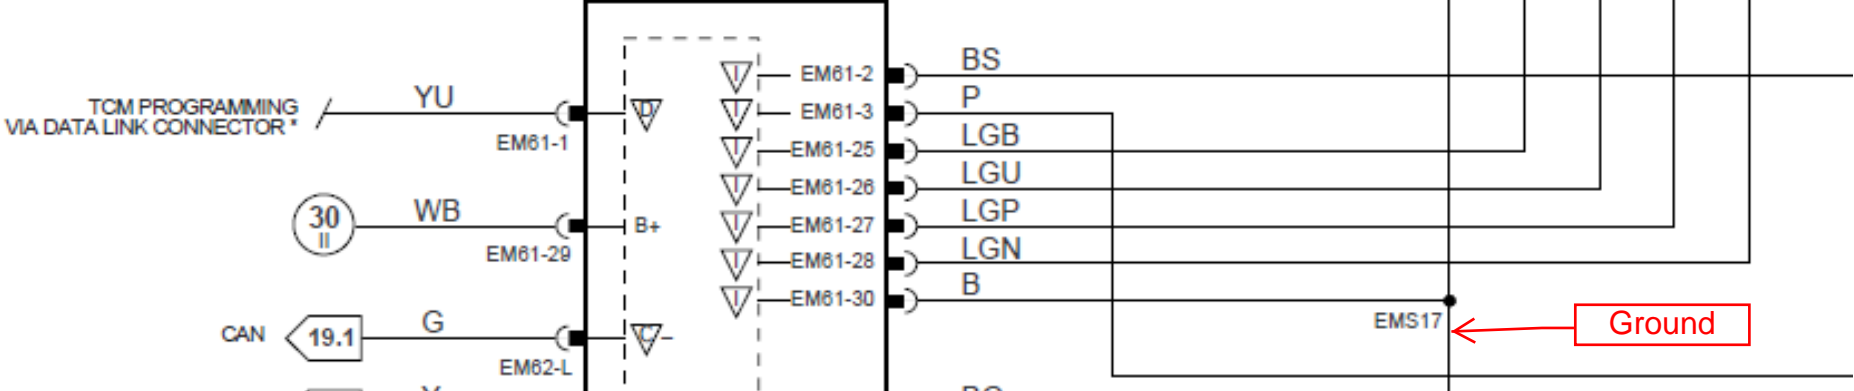 BS
EM61-2
P
TCM PROGRAMMING
VIA DATA LINK CONNECTOR *
YU
D
EM61-3
EM61-1
LGB
EM61-25
LGU
EM61-26
30
II
WB
B+
LGP
EM61-27
EM61-29
LGN
EM61-28
B
EM61-30
CAN
19.1
G
C
–
EM62-L
EMS17
Ground
I
I
I
I
I
I
I